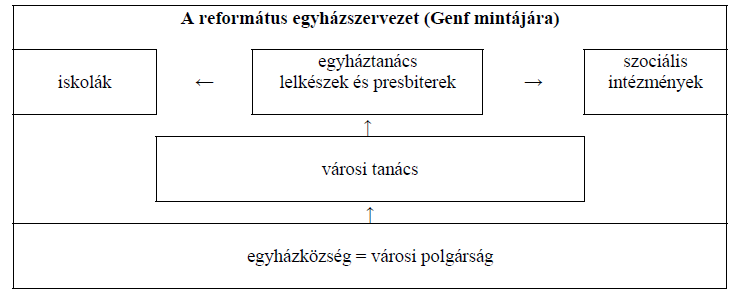 A református egyházszervezet (Genf mintájára)
iskolák
←
egyháztanács
lelkészek és presbiterek
→
szociális
intézmények
↑
városi tanács
↑
egyházközség = városi polgárság